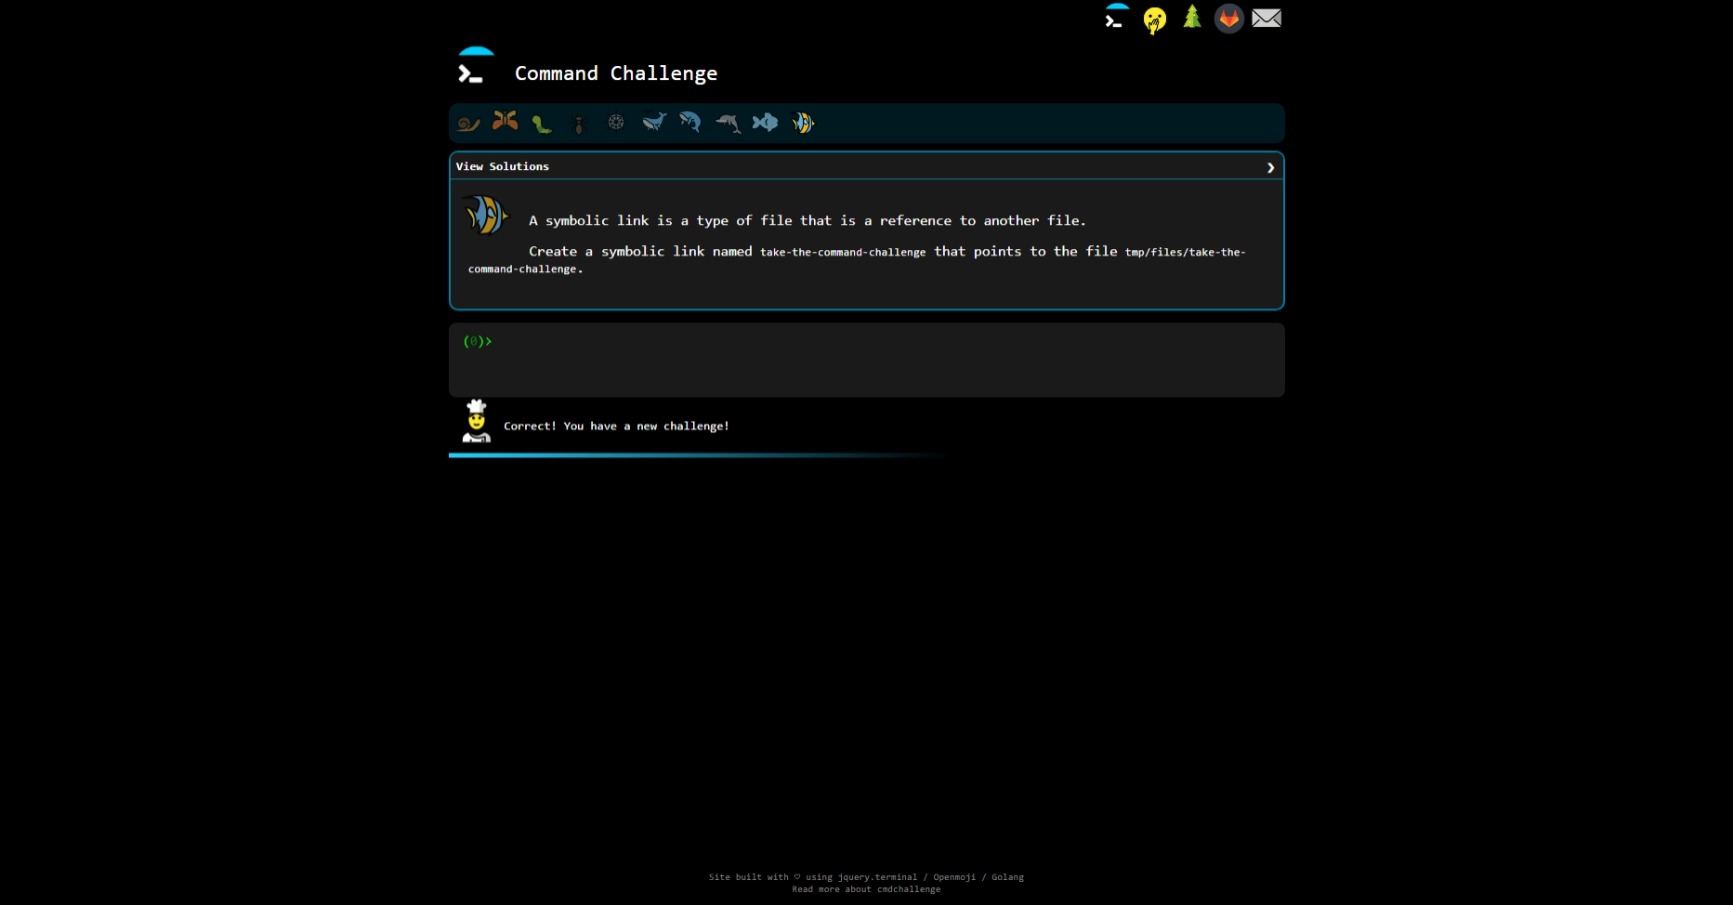 Command Challenge
View Solutions
A symbolic link is a type of file that is a reference to another file.
Create a symbolic link named take-the-command-challenge that points to the file tmp/files/take-the-
command-challenge.
(0)>
Correct! You have a new challenge!
Site built with ♡ using jquery.terminal / Openmoji / Golang
Read more about cmdchallenge